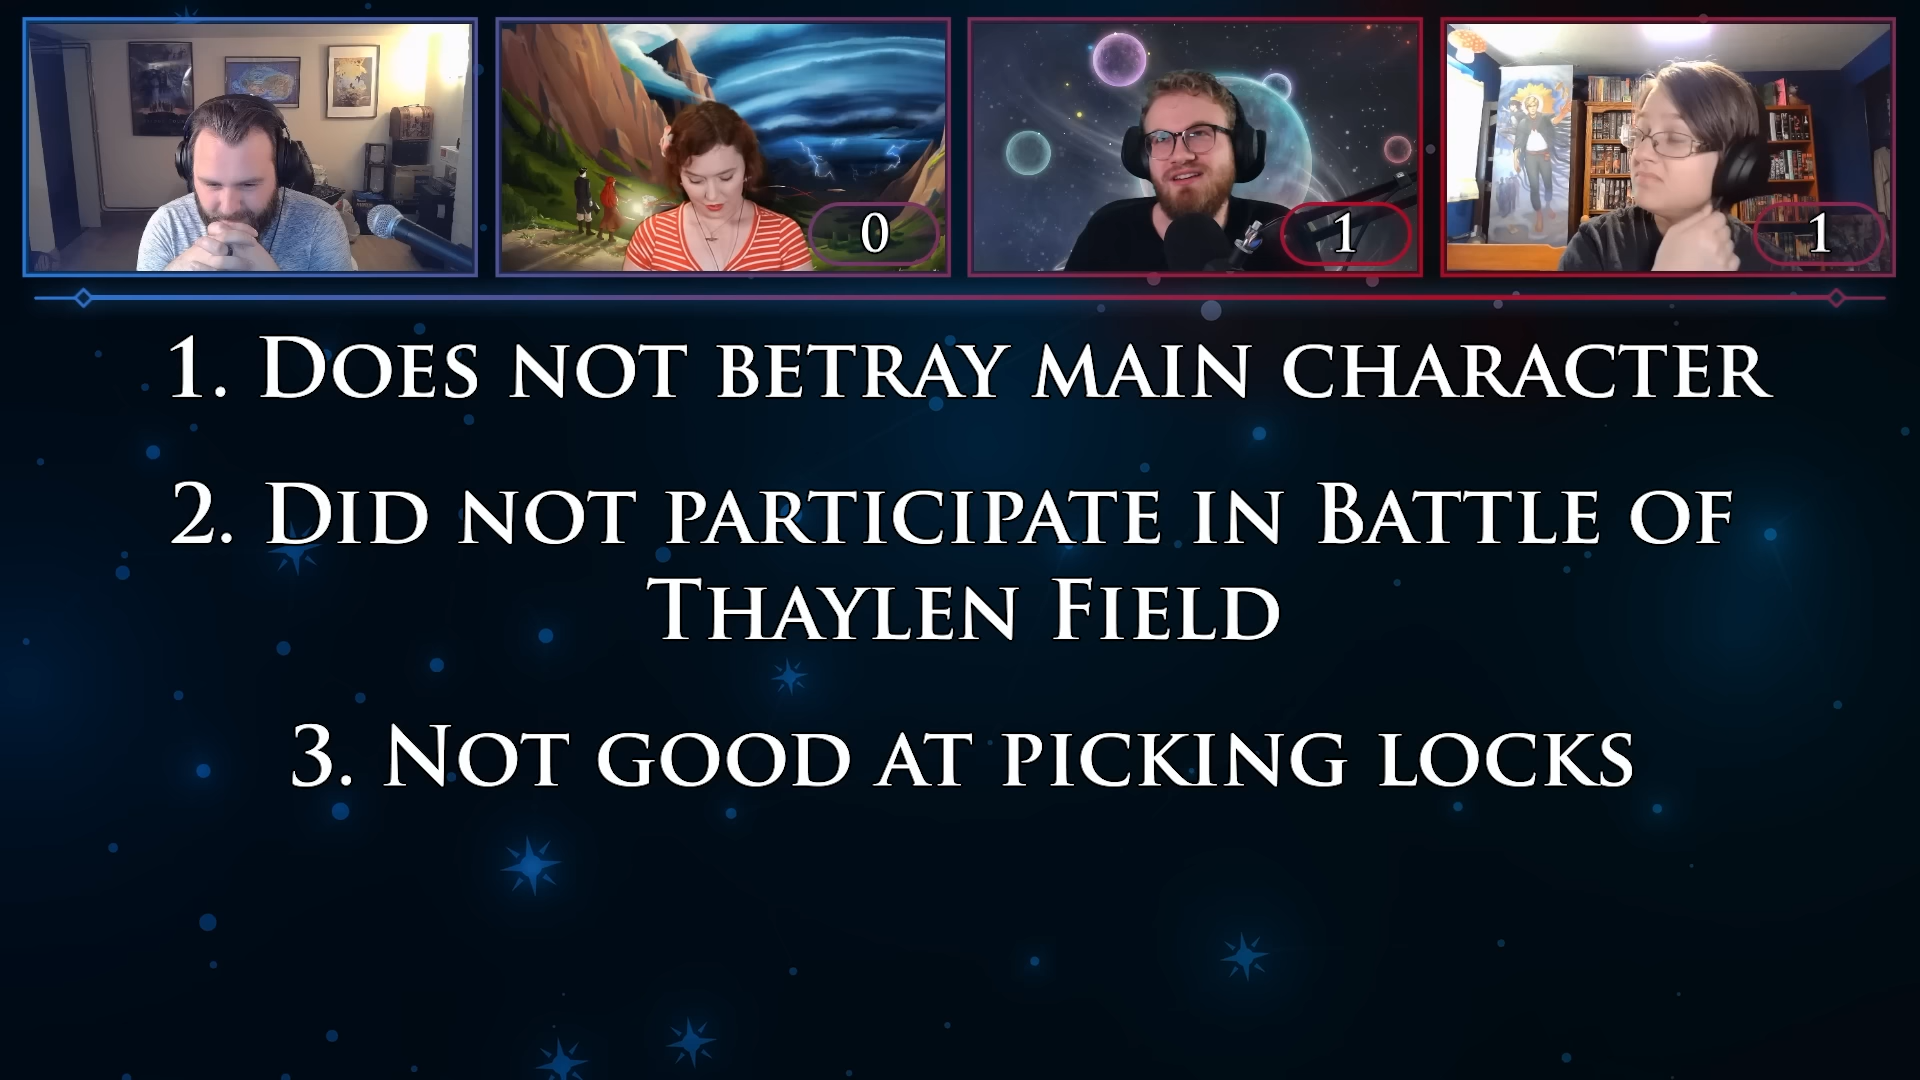 0
1
1
1. Does not betray main character
2. Did not participate in Battle of
Thaylen Field
3. Not good at picking locks